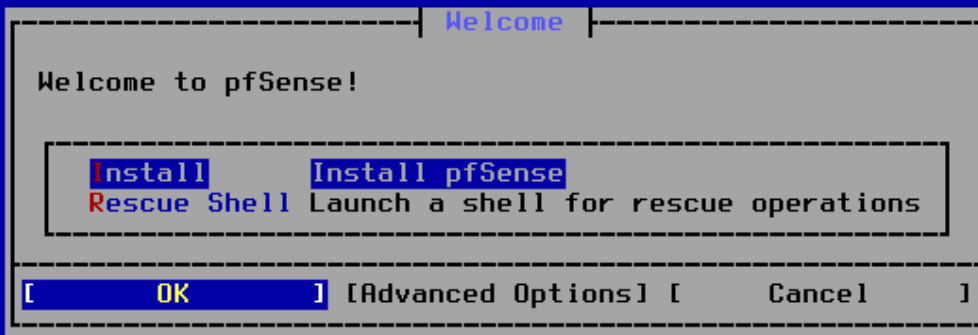 Welcome
Welcome to pfSense!
Install Install pfSense
Rescue Shell Launch a shell for rescue operations
[ OK ] [Advanced Options] [ Cancel ]